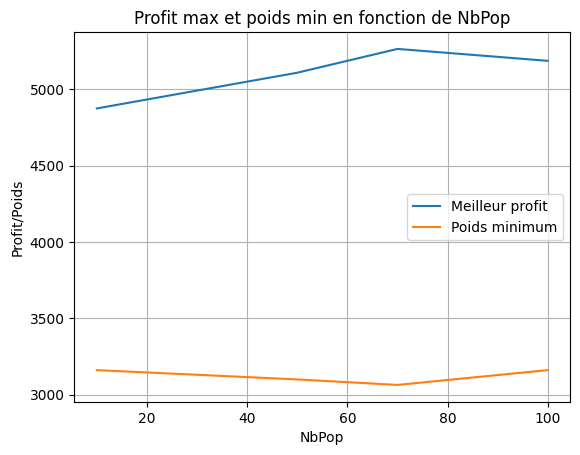 Profit max et poids min en fonction de NbPop
Profit/Poids
5000
4500
4000
3500
3000
Meilleur profit
Poids minimum
20 40 60 80 100
NbPop